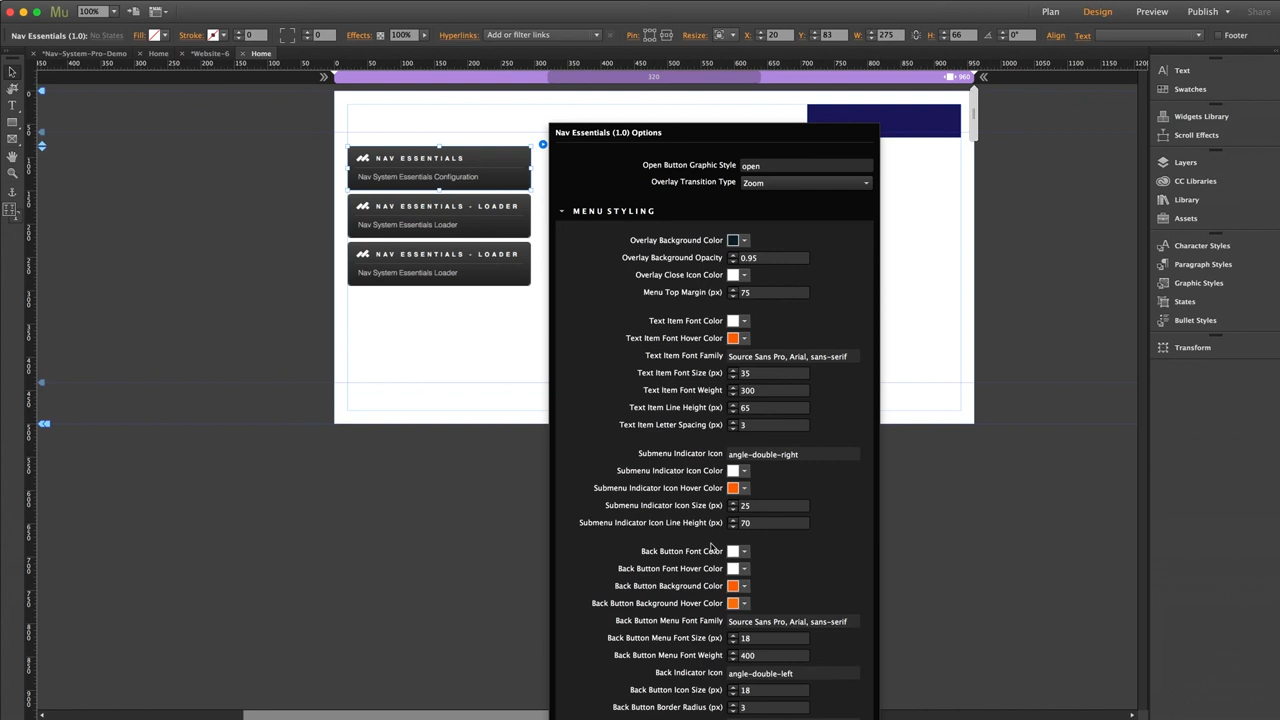 Mu 100% Plan Design Preview Publish Share
Nav Essentials (1.0): No States Fill: Stroke: 0 0 Effects: 100% Hyperlinks: Add or filter links Pin: Resize: X: 20 Y: 83 W: 275 H: 66 0° Align Text Footer
*Nav-System-Pro-Demo Home *Website-6 Home
320 960
Nav Essentials (1.0) Options
Open Button Graphic Style open
Overlay Transition Type Zoom
MENU STYLING
Overlay Background Color
Overlay Background Opacity 0.95
Overlay Close Icon Color
Menu Top Margin (px) 75
Text Item Font Color
Text Item Font Hover Color
Text Item Font Family Source Sans Pro, Arial, sans-serif
Text Item Font Size (px) 35
Text Item Font Weight 300
Text Item Line Height (px) 65
Text Item Letter Spacing (px) 3
Submenu Indicator Icon angle-double-right
Submenu Indicator Icon Color
Submenu Indicator Icon Hover Color
Submenu Indicator Icon Size (px) 25
Submenu Indicator Icon Line Height (px) 70
Back Button Font Color
Back Button Font Hover Color
Back Button Background Color
Back Button Background Hover Color
Back Button Menu Font Family Source Sans Pro, Arial, sans-serif
Back Button Menu Font Size (px) 18
Back Button Menu Font Weight 400
Back Indicator Icon angle-double-left
Back Button Icon Size (px) 18
Back Button Border Radius (px) 3
NAV ESSENTIALS
Nav System Essentials Configuration
NAV ESSENTIALS - LOADER
Nav System Essentials Loader
NAV ESSENTIALS - LOADER
Nav System Essentials Loader
Text
Swatches
Widgets Library
Scroll Effects
Layers
CC Libraries
Library
Assets
Character Styles
Paragraph Styles
Graphic Styles
States
Bullet Styles
Transform